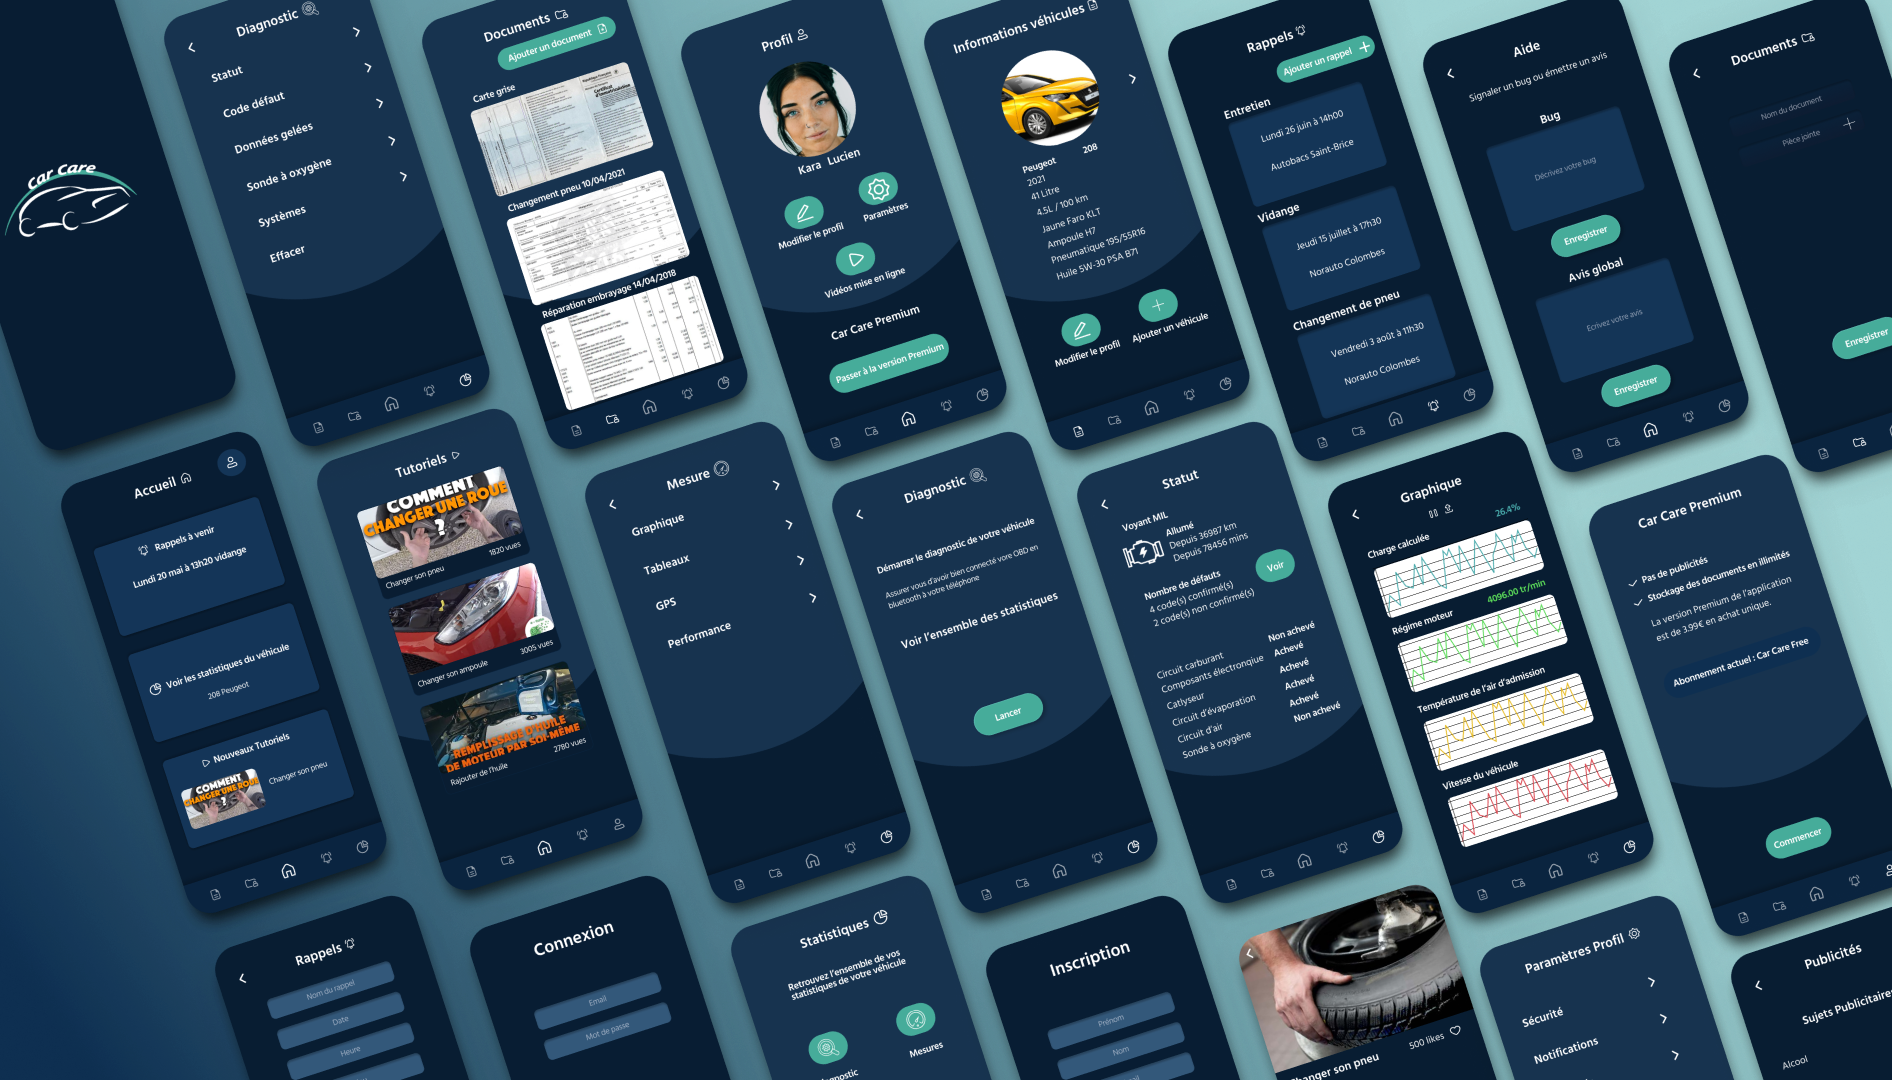 car care
Diagnostic
Statut
Code défaut
Données gelées
Sonde à oxygène
Systèmes
Effacer
Documents
Ajouter un document
Carte grise
Changement pneu 10/04/2021
Réparation embrayage 14/04/2018
Profil
Kara Lucien
Modifier le profil
Paramètres
Vidéos mise en ligne
Car Care Premium
Passer à la version Premium
Informations véhicules
Peugeot 208
2021
41 Litre
4.5L / 100 km
Jaune Faro KLT
Ampoule H7
Pneumatique 195/55R16
Huile 5W-30 PSA B71
Modifier le profil
Ajouter un véhicule
Rappels
Ajouter un rappel
Entretien
Lundi 26 juin à 14h00
Autobacs Saint-Brice
Vidange
Jeudi 15 juillet à 17h30
Norauto Colombes
Changement de pneu
Vendredi 3 août à 11h30
Norauto Colombes
Aide
Signaler un bug ou émettre un avis
Bug
Décrivez votre bug
Enregistrer
Avis global
Ecrivez votre avis
Enregistrer
Documents
Nom du document
Pièce jointe
Enregistrer
Accueil
Rappels à venir
Lundi 20 mai à 13h20 vidange
Voir les statistiques du véhicule
208 Peugeot
Nouveaux Tutoriels
COMMENT
CHANGER UNE ROUE
?
Changer son pneu
Tutoriels
COMMENT
CHANGER UNE ROUE
?
1820 vues
Changer son pneu
3005 vues
Changer son ampoule
REMPLISSAGE D'HUILE
DE MOTEUR PAR SOI-MÊME
2780 vues
Rajouter de l'huile
Mesure
Graphique
Tableaux
GPS
Performance
Diagnostic
Démarrer le diagnostic de votre véhicule
Assurer vous d'avoir bien connecté vore OBD en
bluetooth à votre téléphone
Voir l'ensemble des statistiques
Lancer
Statut
Voyant MIL
Allumé
Depuis 36987 km
Depuis 78456 mins
Nombre de défauts
4 code(s) confirmé(s)
2 code(s) non confirmé(s)
Voir
Circuit carburant Non achevé
Composants électronqiue Achevé
Catlyseur Achevé
Circuit d'évaporation Achevé
Circuit d'air Achevé
Sonde à oxygène Non achevé
Graphique
Charge calculée 26.4%
Régime moteur 4096.00 tr/min
Température de l'air d'admission
Vitesse du véhicule
Car Care Premium
Pas de publicités
Stockage des documents en illimités
La version Premium de l'application
est de 3.99€ en achat unique.
Abonnement actuel : Car Care Free
Commencer
Rappels
Nom du rappel
Date
Heure
Connexion
Email
Mot de passe
Statistiques
Retrouvez l'ensemble de vos
statistiques de votre véhicule
Mesures
Inscription
Prénom
Nom
500 likes
Changer son pneu
Paramètres Profil
Sécurité
Notifications
Publicités
Sujets Publicitaires
Alcool